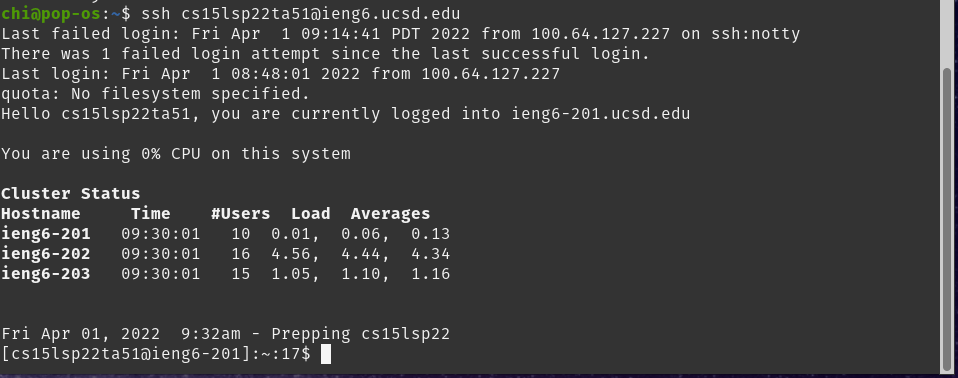 chi@pop-os:~$ ssh cs15lsp22ta51@ieng6.ucsd.edu
Last failed login: Fri Apr  1 09:14:41 PDT 2022 from 100.64.127.227 on ssh:notty
There was 1 failed login attempt since the last successful login.
Last login: Fri Apr  1 08:48:01 2022 from 100.64.127.227
quota: No filesystem specified.
Hello cs15lsp22ta51, you are currently logged into ieng6-201.ucsd.edu
You are using 0% CPU on this system
Cluster Status
Hostname     Time    #Users  Load  Averages
ieng6-201   09:30:01   10  0.01,  0.06,  0.13
ieng6-202   09:30:01   16  4.56,  4.44,  4.34
ieng6-203   09:30:01   15  1.05,  1.10,  1.16
Fri Apr 01, 2022  9:32am - Prepping cs15lsp22
[cs15lsp22ta51@ieng6-201]:~:17$